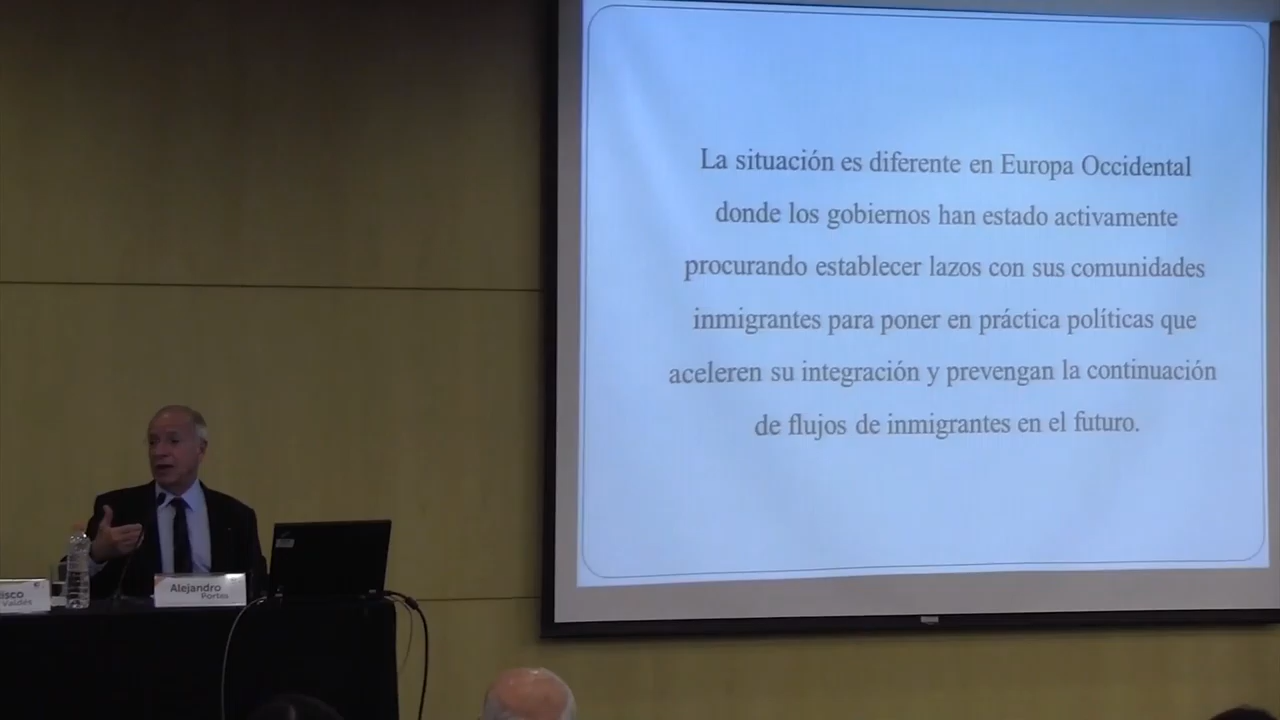 La situación es diferente en Europa Occidental
donde los gobiernos han estado activamente
procurando establecer lazos con sus comunidades
inmigrantes para poner en práctica políticas que
aceleren su integración y prevengan la continuación
de flujos de inmigrantes en el futuro.
isco
Valdés
Alejandro
Portes